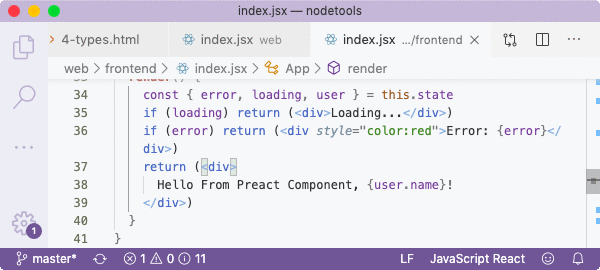 index.jsx — nodetools
4-types.html index.jsx web index.jsx .../frontend
web › frontend › index.jsx › App › render
34 const { error, loading, user } = this.state
35 if (loading) return (<div>Loading...</div>)
36 if (error) return (<div style="color:red">Error: {error}</
div>)
37 return (<div>
38 Hello From Preact Component, {user.name}!
39 </div>)
40 }
41 }
1
master* 1 0 11 LF JavaScript React